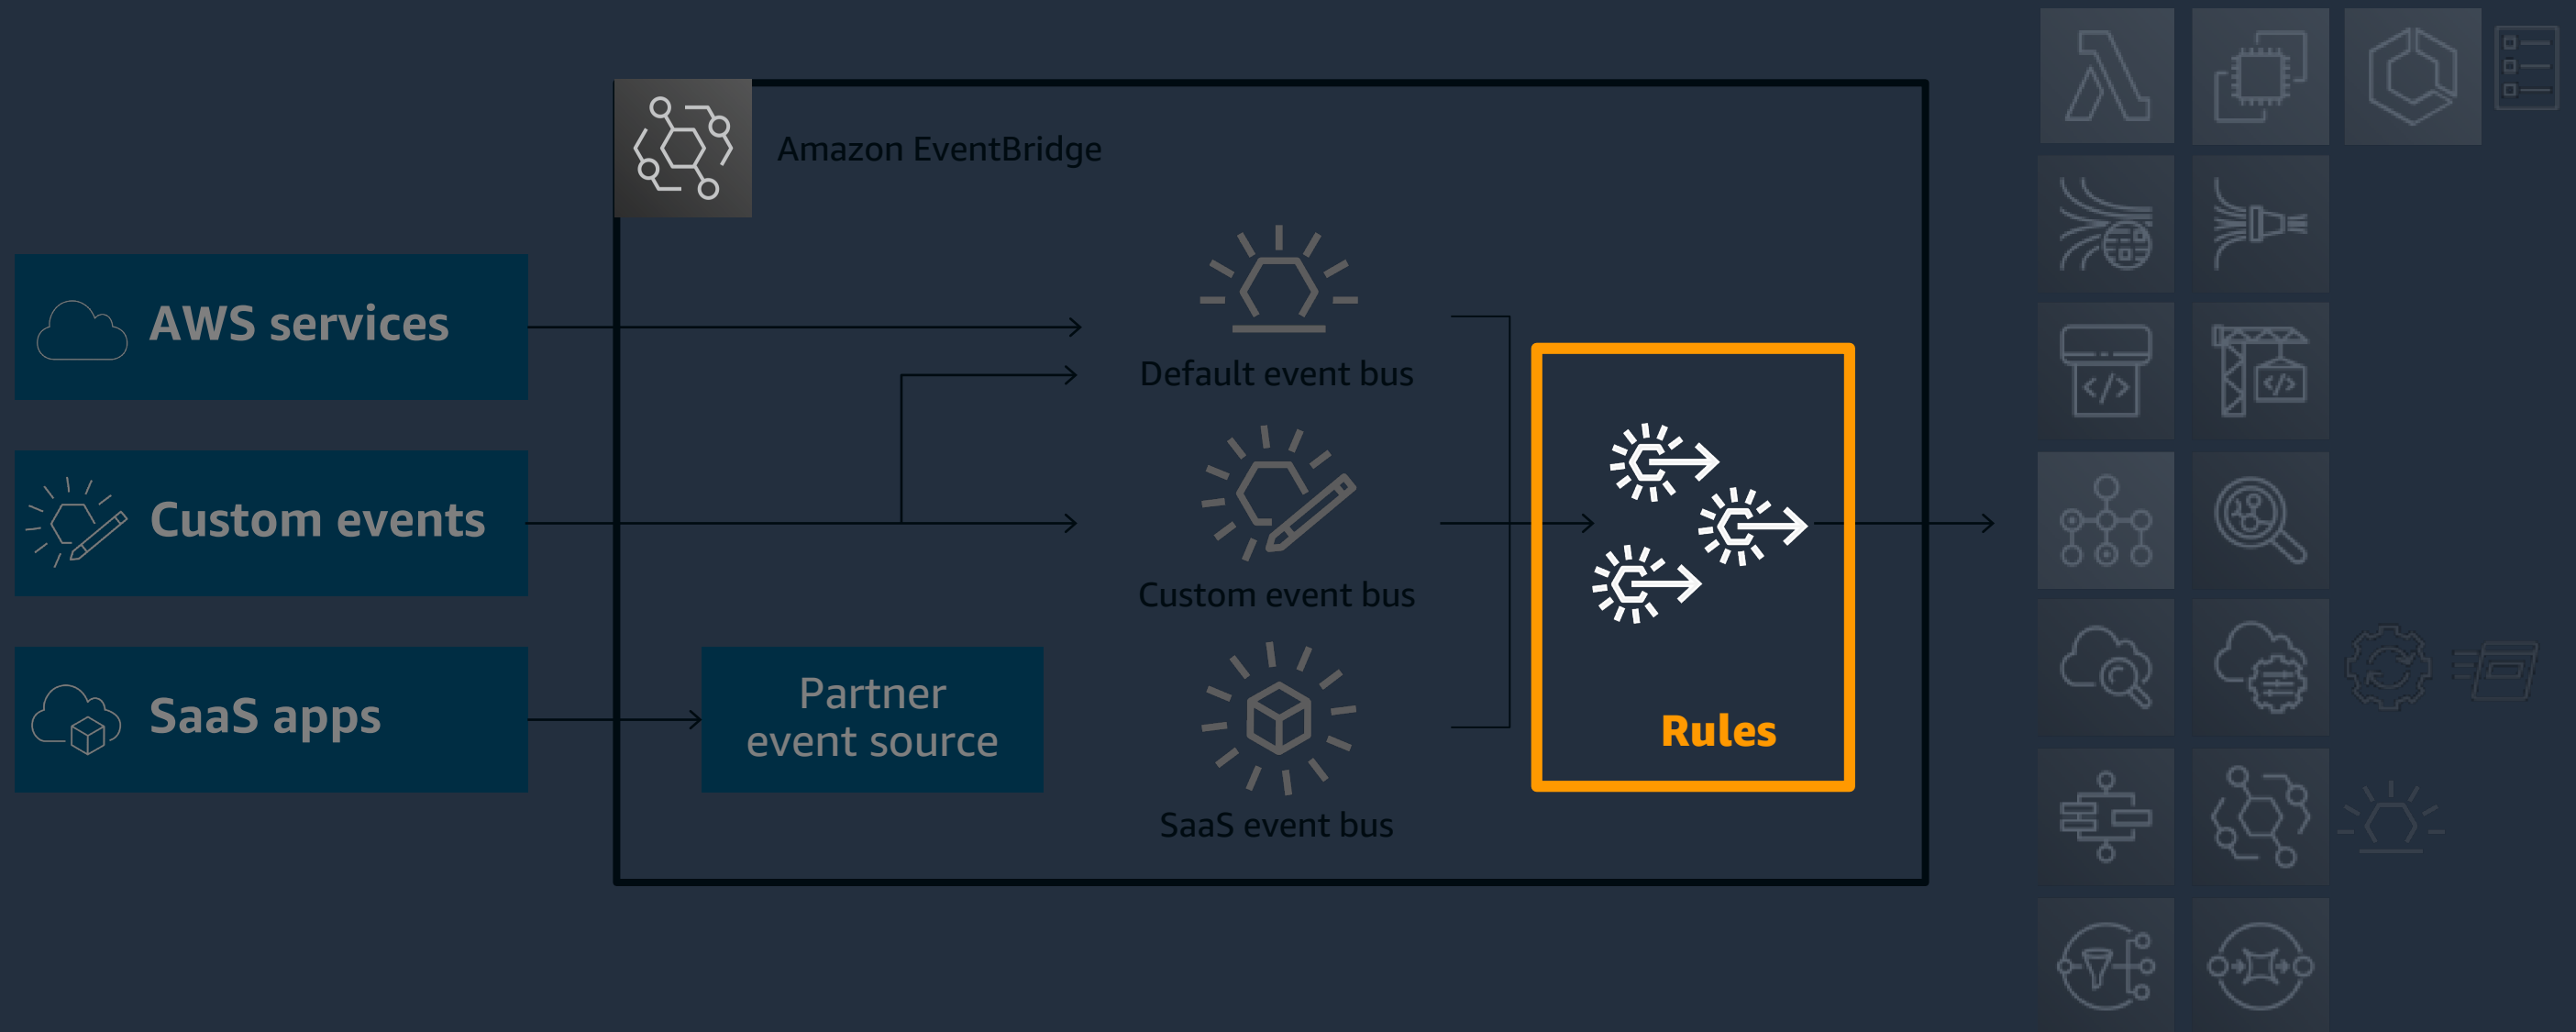 Amazon EventBridge
AWS services
Default event bus
Custom events
Custom event bus
SaaS apps
Partner
event source
SaaS event bus
Rules